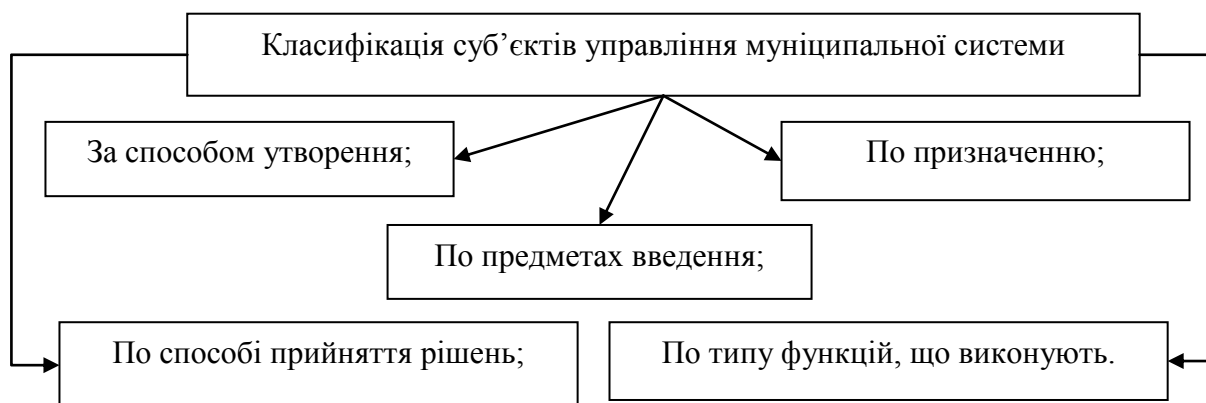 Класифікація суб’єктів управління муніципальної системи
За способом утворення;
По призначенню;
По предметах введення;
По способі прийняття рішень;
По типу функцій, що виконують.